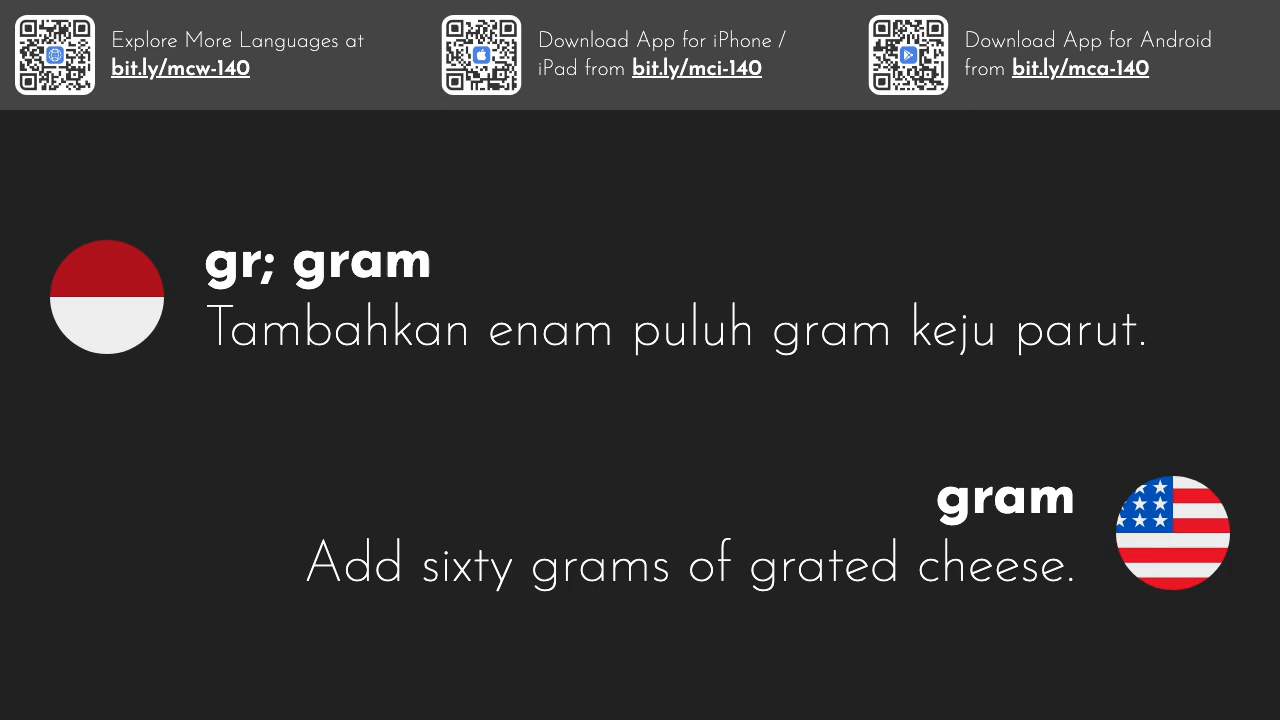 Explore More Languages at
bit.ly/mcw-140
Download App for iPhone /
iPad from bit.ly/mci-140
Download App for Android
from bit.ly/mca-140
gr; gram
Tambahkan enam puluh gram keju parut.
gram
Add sixty grams of grated cheese.